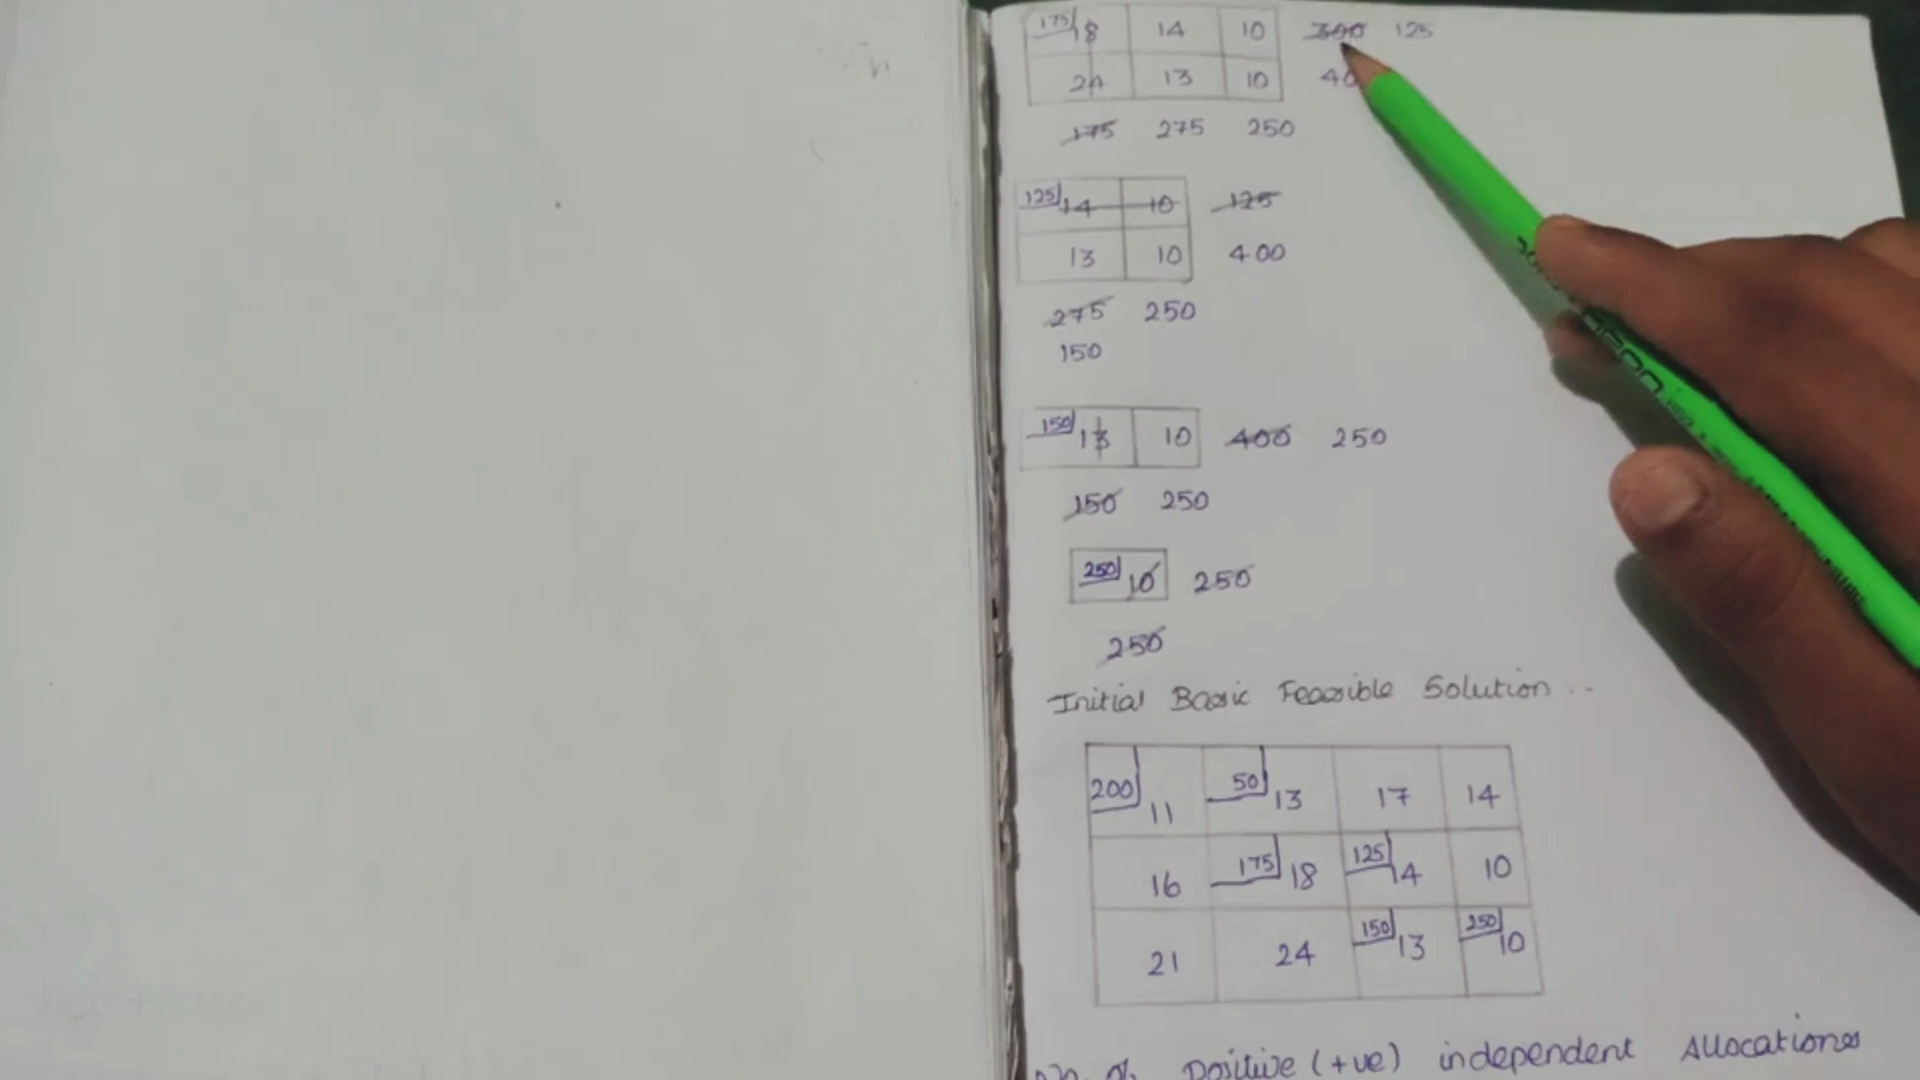 175 18 14 10 300 125
24 13 10 40
175 275 250
125 14 10 125
13 10 400
275 250
150
150 13 10 400 250
150 250
250 10 250
250
Initial Basic Feasible Solution..
200 11 50 13 17 14
16 175 18 125 14 10
21 24 150 13 250 10
No. of Positive (+ve) independent Allocationes